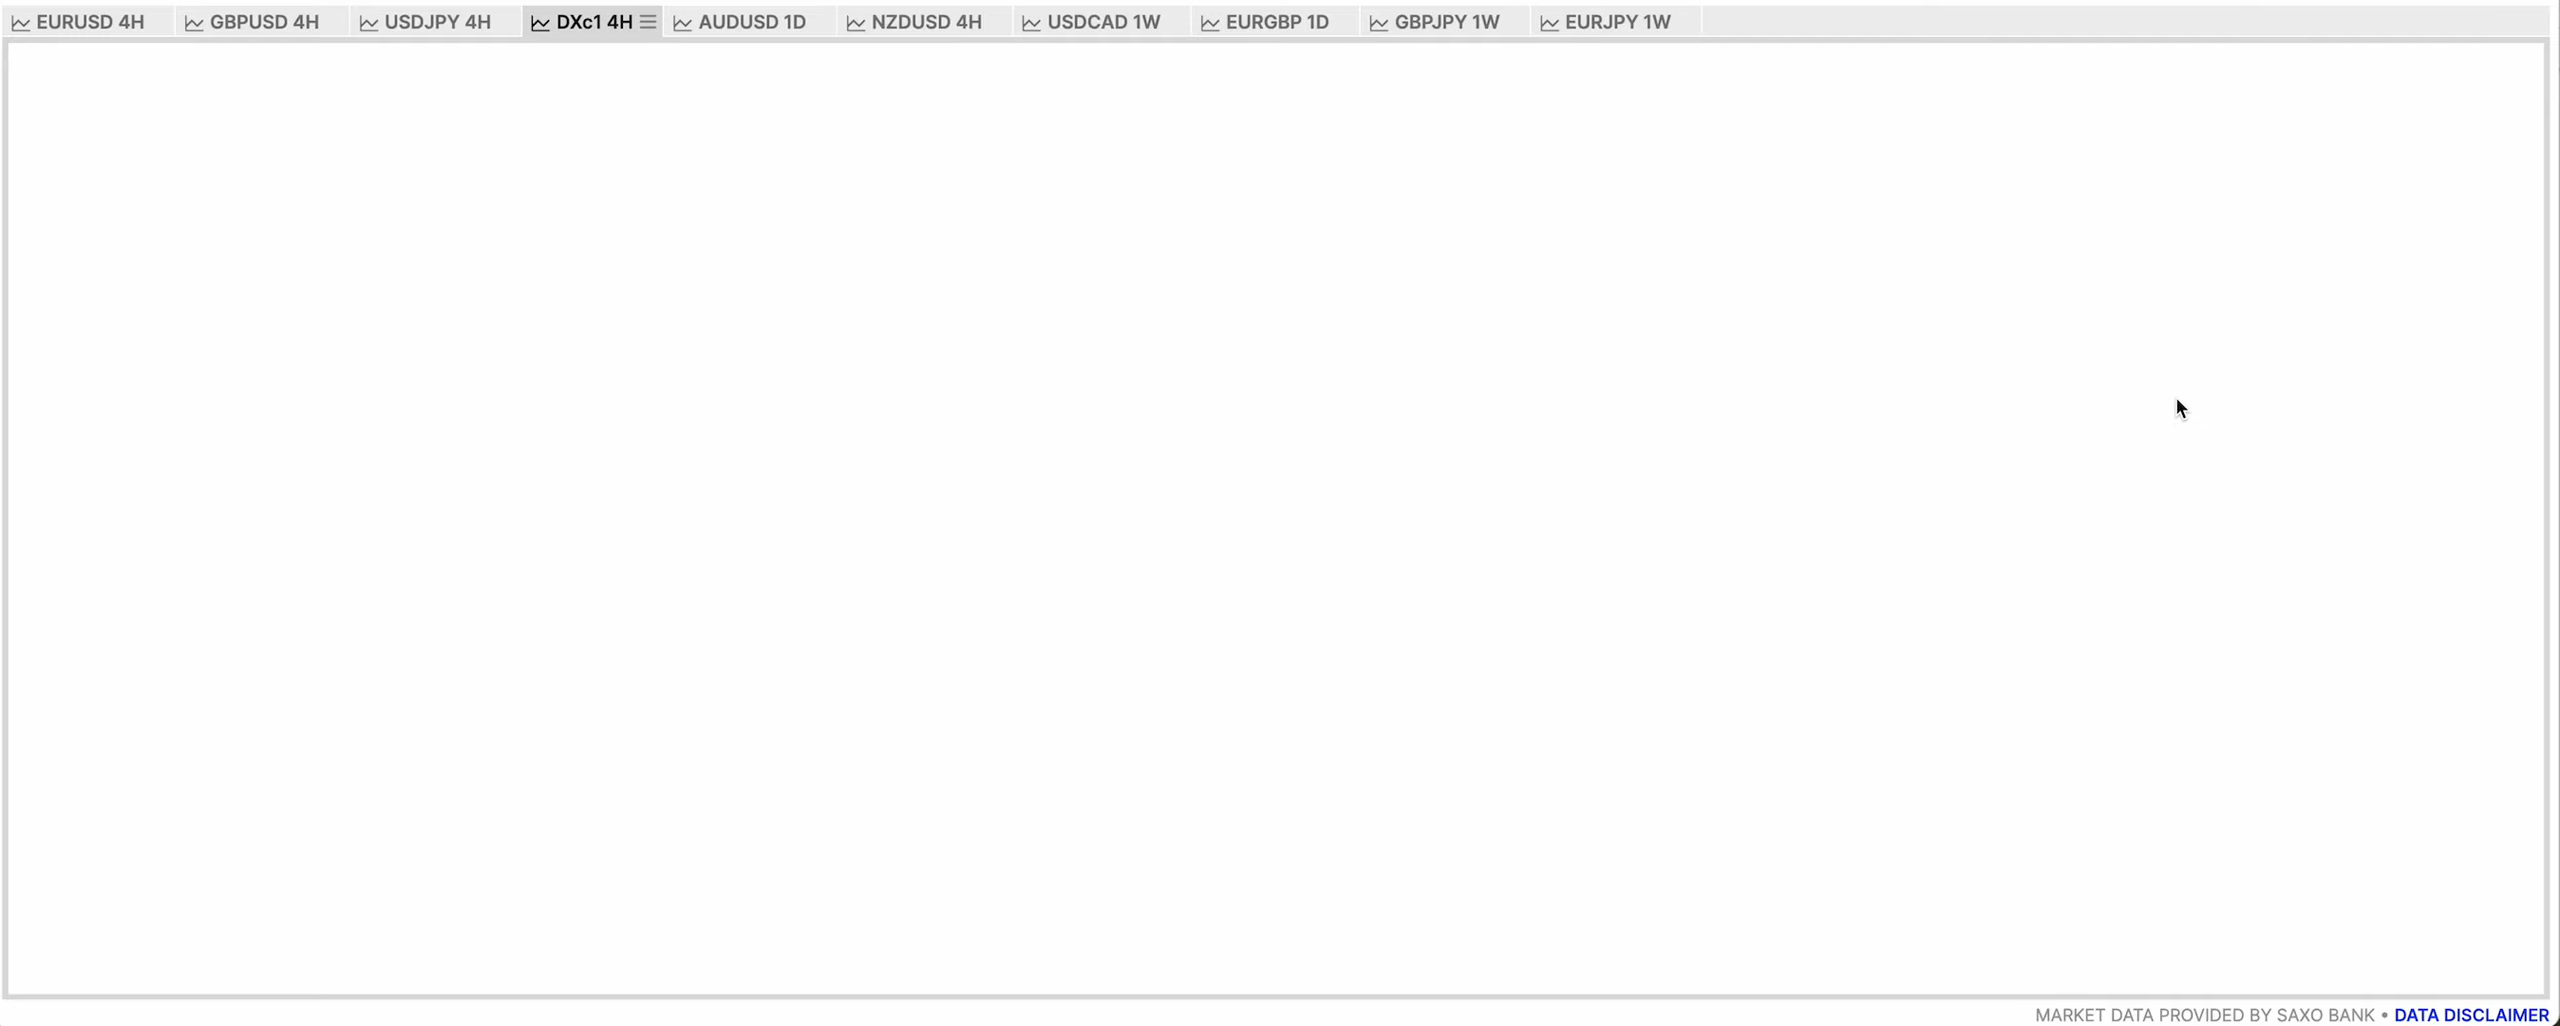 EURUSD 4H GBPUSD 4H USDJPY 4H DXc1 4H AUDUSD 1D NZDUSD 4H USDCAD 1W EURGBP 1D GBPJPY 1W EURJPY 1W
MARKET DATA PROVIDED BY SAXO BANK • DATA DISCLAIMER